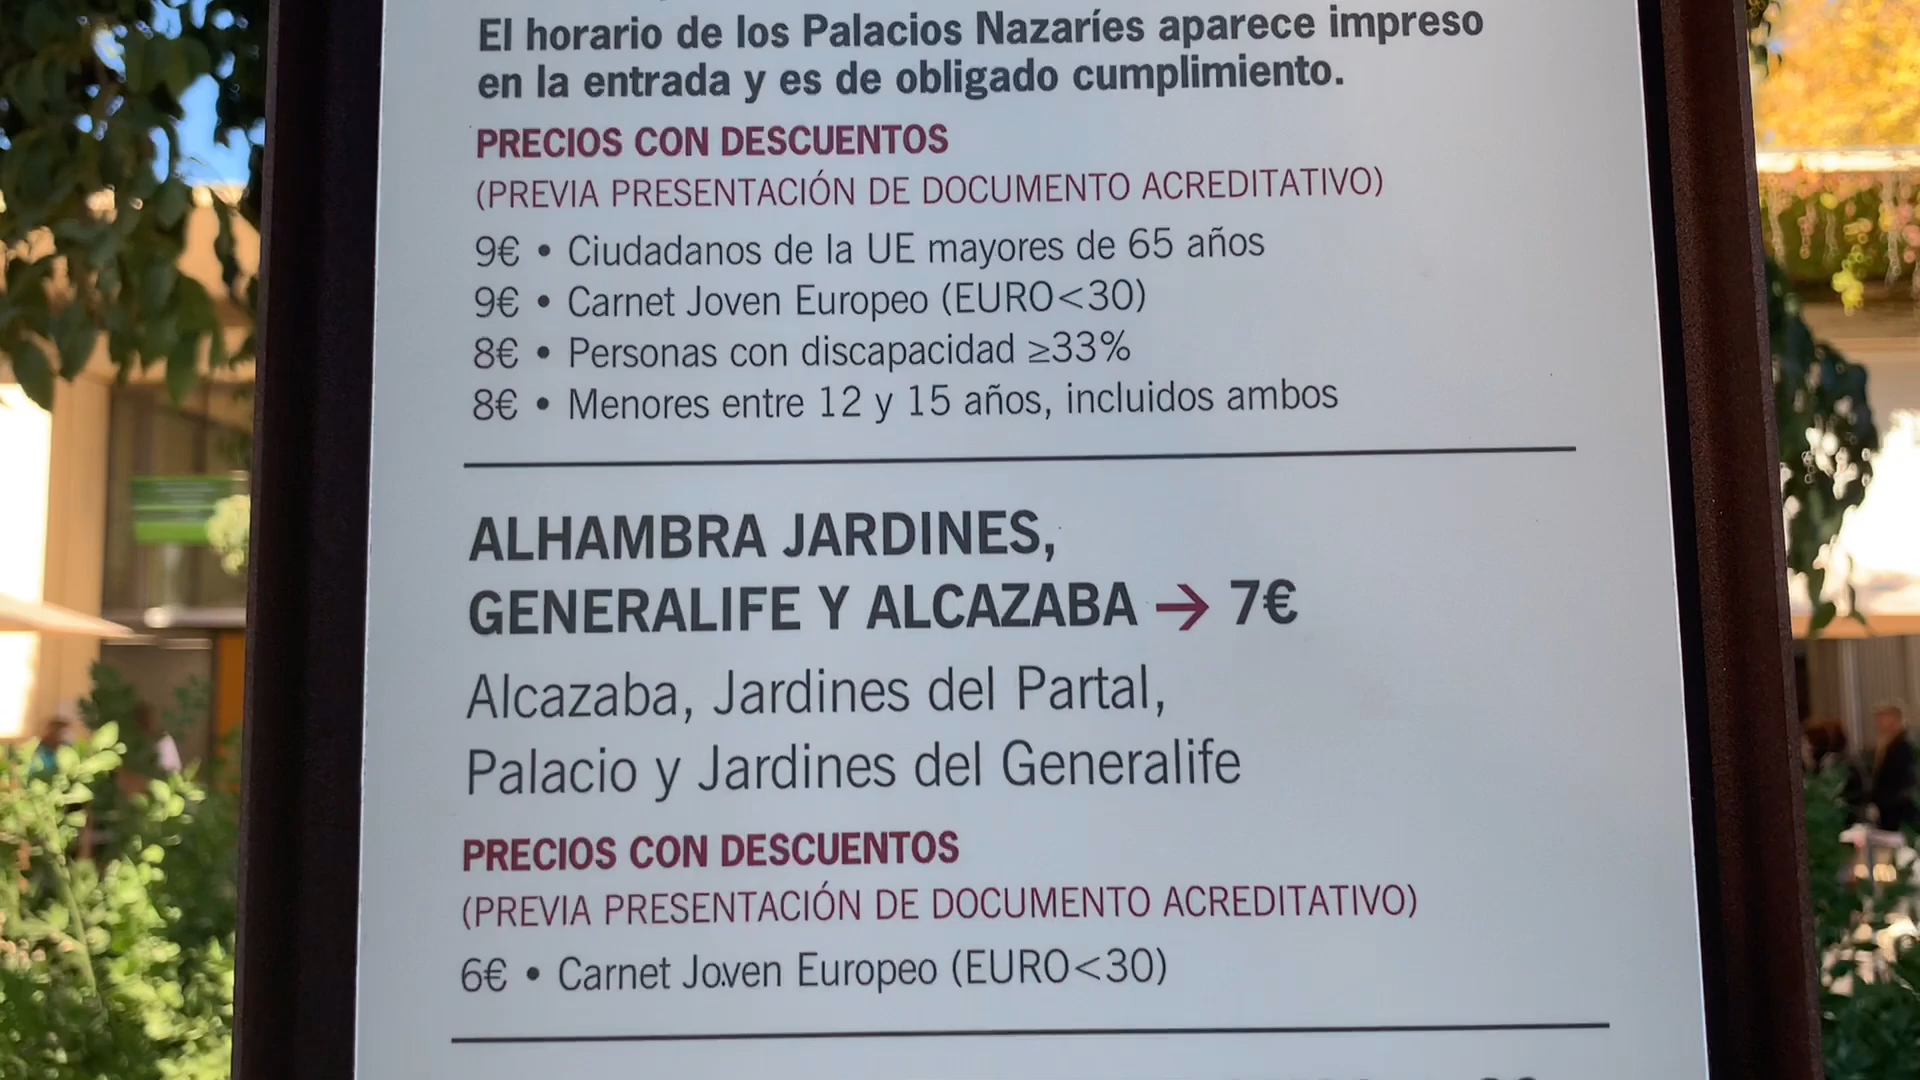 El horario de los Palacios Nazaríes aparece impreso
en la entrada y es de obligado cumplimiento.
PRECIOS CON DESCUENTOS
(PREVIA PRESENTACIÓN DE DOCUMENTO ACREDITATIVO)
9€ • Ciudadanos de la UE mayores de 65 años
9€ • Carnet Joven Europeo (EURO<30)
8€ • Personas con discapacidad ≥33%
8€ • Menores entre 12 y 15 años, incluidos ambos
ALHAMBRA JARDINES,
GENERALIFE Y ALCAZABA → 7€
Alcazaba, Jardines del Partal,
Palacio y Jardines del Generalife
PRECIOS CON DESCUENTOS
(PREVIA PRESENTACIÓN DE DOCUMENTO ACREDITATIVO)
6€ • Carnet Joven Europeo (EURO<30)